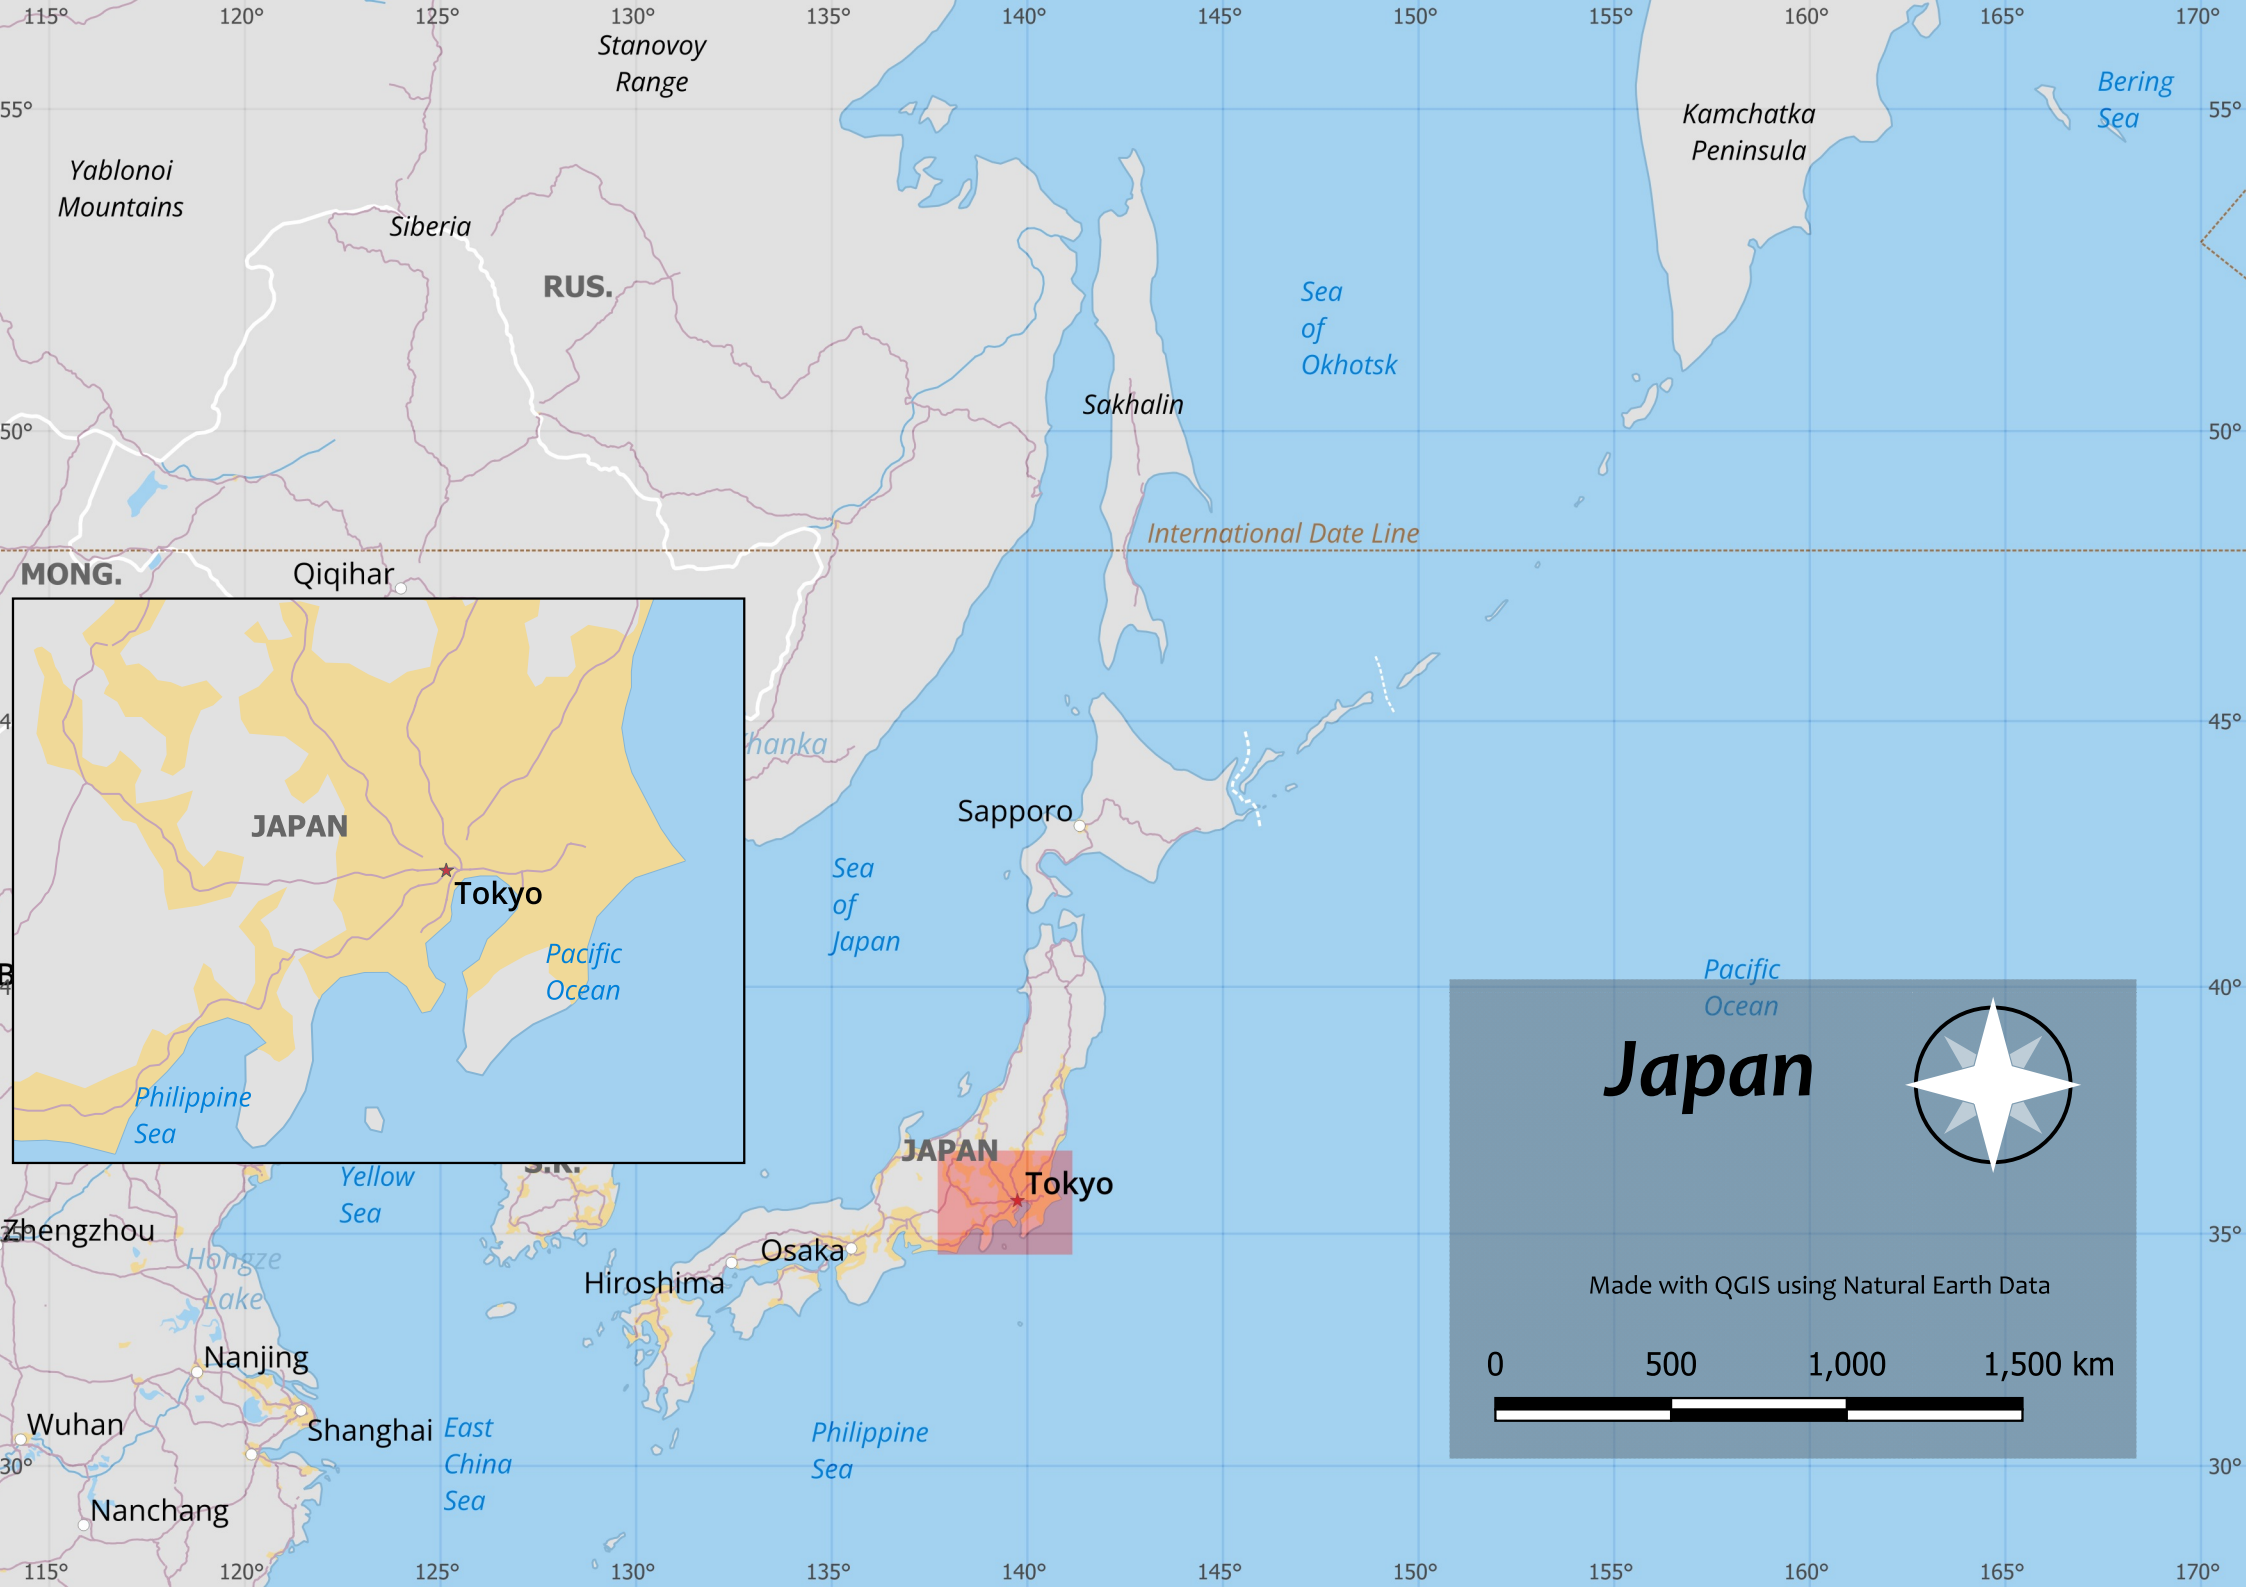 115°
120°
125°
130°
135°
140°
145°
150°
155°
160°
165°
170°
Stanovoy
Range
Bering
Sea
55°
55°
Kamchatka
Peninsula
Yablonoi
Mountains
Siberia
RUS.
Sea
of
Okhotsk
Sakhalin
50°
50°
International Date Line
MONG.
Qiqihar
45°
hanka
JAPAN
Sapporo
Tokyo
Sea
of
Japan
Pacific
Ocean
Philippine
Sea
Pacific
Ocean
40°
Japan
JAPAN
S.R.
Yellow
Sea
Tokyo
Zhengzhou
35°
35°
Hongze
Lake
Osaka
Hiroshima
Made with QGIS using Natural Earth Data
Nanjing
0 500 1,000 1,500 km
Wuhan
Shanghai
East
China
Sea
Philippine
Sea
30°
30°
Nanchang
115°
120°
125°
130°
135°
140°
145°
150°
155°
160°
165°
170°